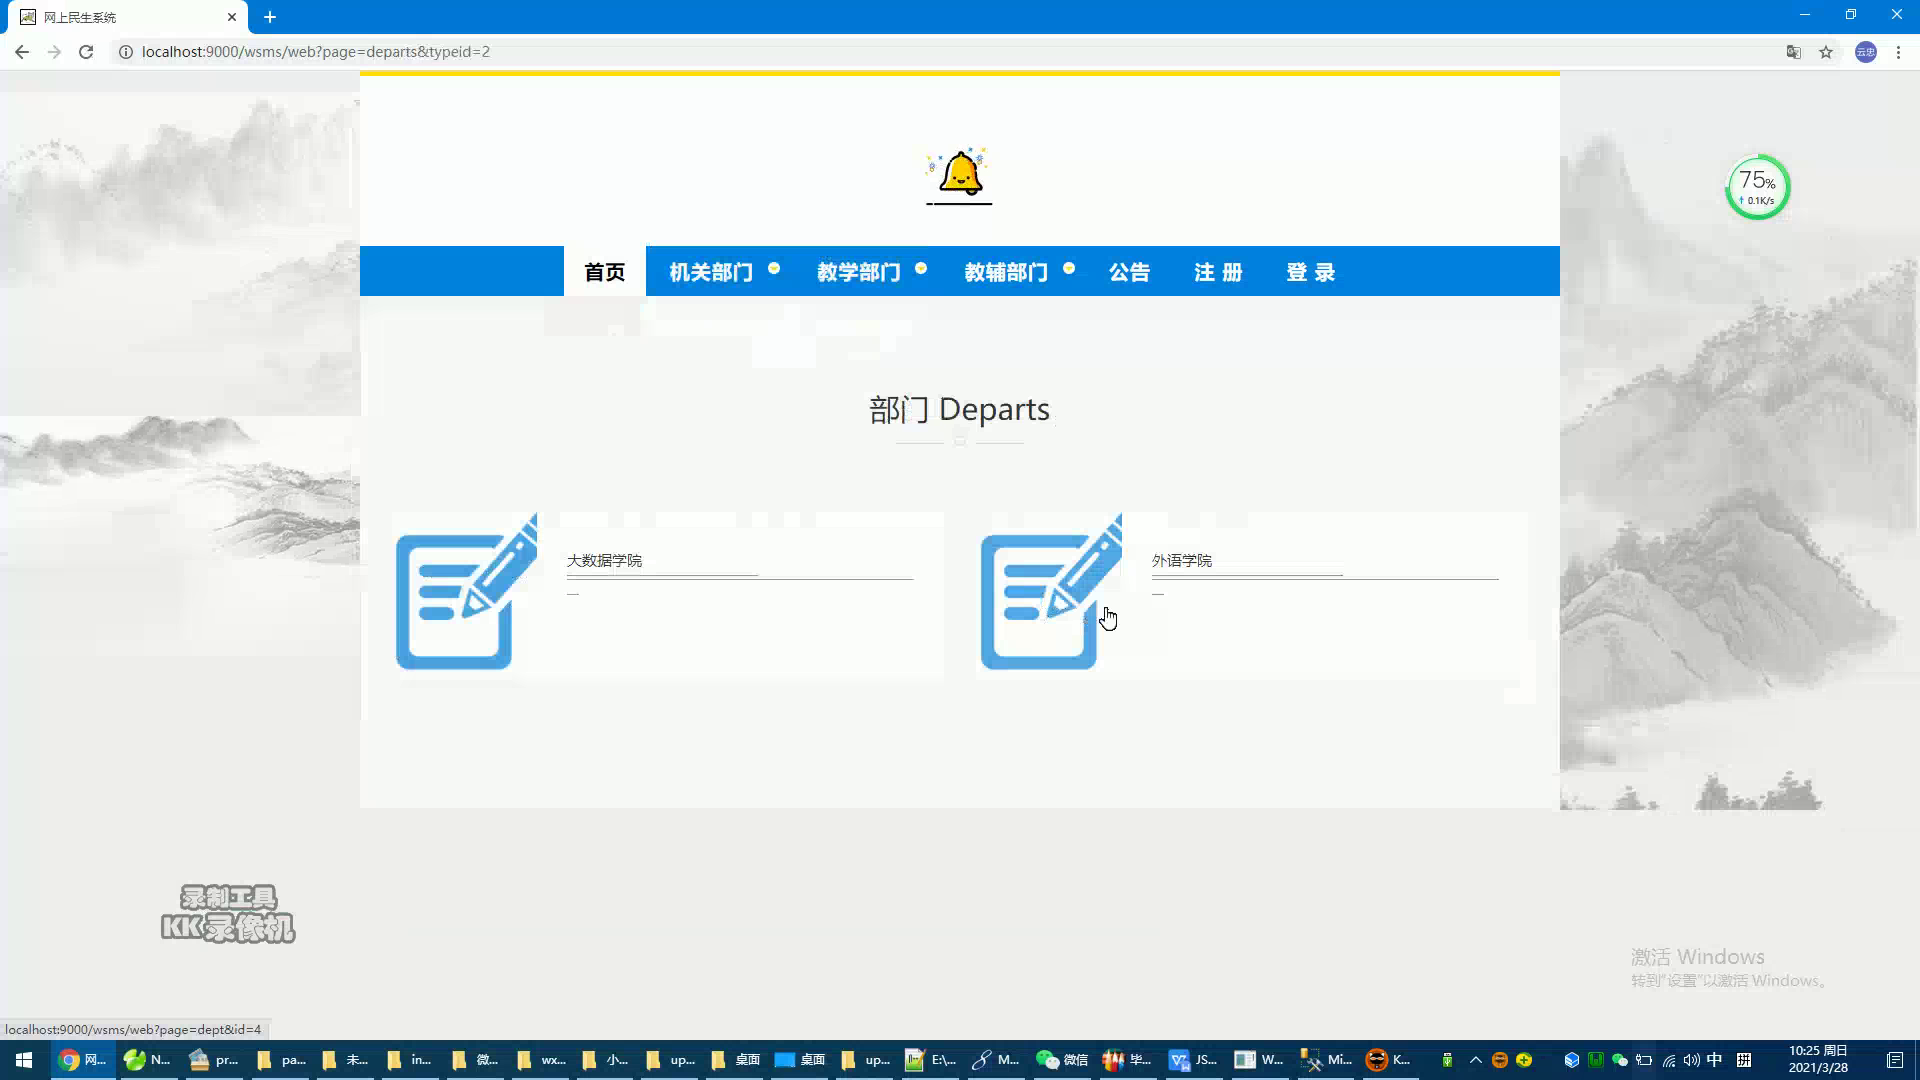 网上民生系统
localhost:9000/wsms/web?page=departs&typeid=2
云忠
75%
0.1K/s
首页 机关部门 教学部门 教辅部门 公告 注 册 登 录
部门 Departs
大数据学院
外语学院
录制工具
KK录像机
激活 Windows
转到"设置"以激活 Windows。
localhost:9000/wsms/web?page=dept&id=4
网... N... pr... pa... 未... in... 微... wx... 小... up... 桌面 桌面 up... E:\... M... 微信 毕... JS... W... Mi... K... 中 拼
10:25 周日
2021/3/28